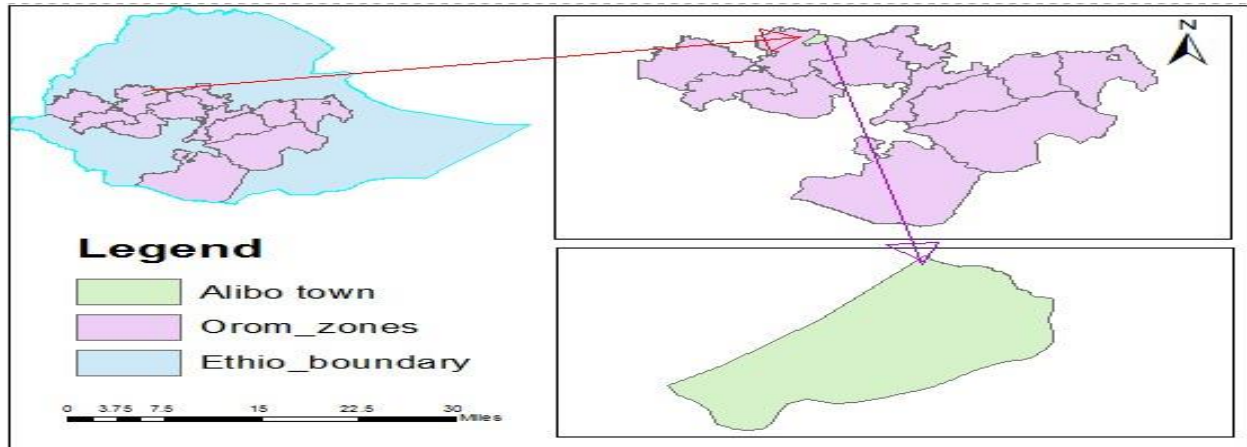 N
Legend
Alibo town
Orom_zones
Ethio_boundary
0 3.75 7.5 15 22.5 30
Miles